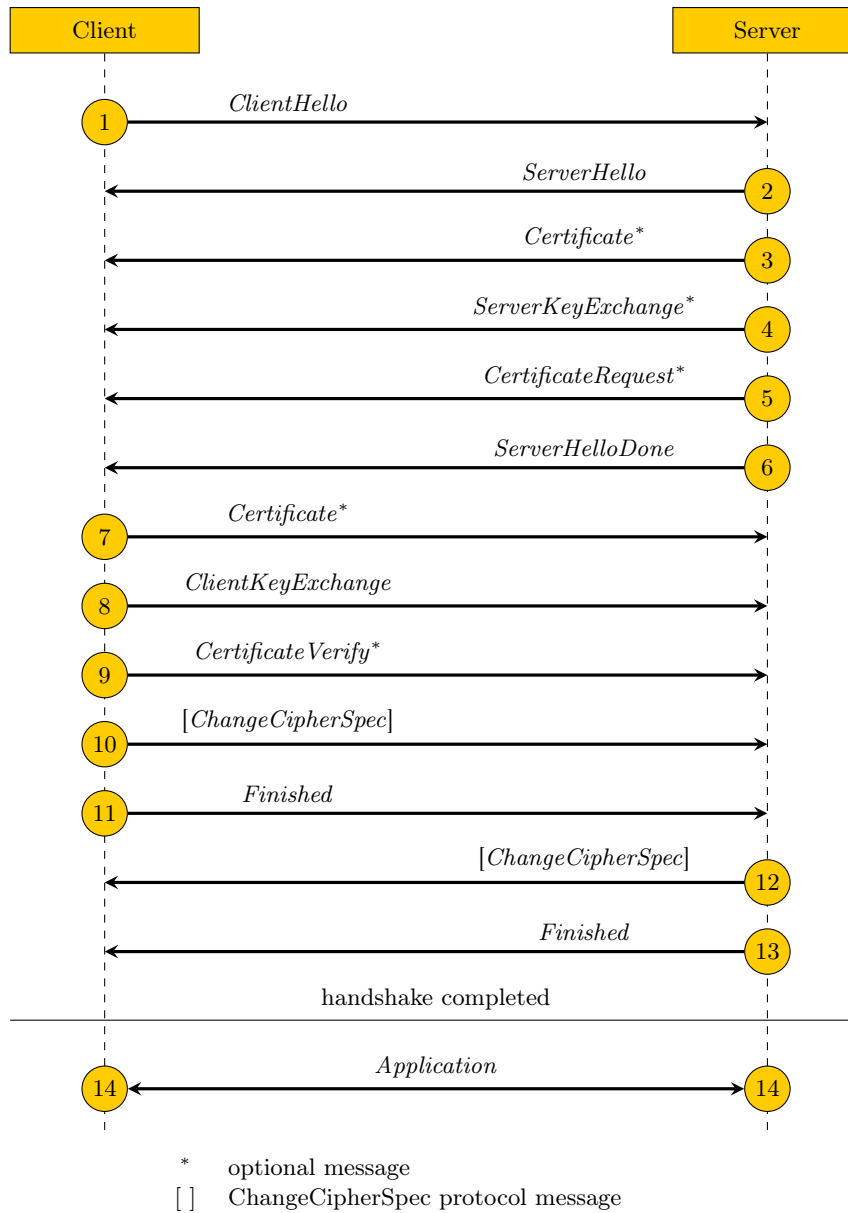 Client Server
ClientHello
1
ServerHello
2
Certificate*
3
ServerKeyExchange*
4
CertificateRequest*
5
ServerHelloDone
6
Certificate*
7
ClientKeyExchange
8
CertificateVerify*
9
[ChangeCipherSpec]
10
Finished
11
[ChangeCipherSpec]
12
Finished
13
handshake completed
Application
14 14
* optional message
[ ] ChangeCipherSpec protocol message